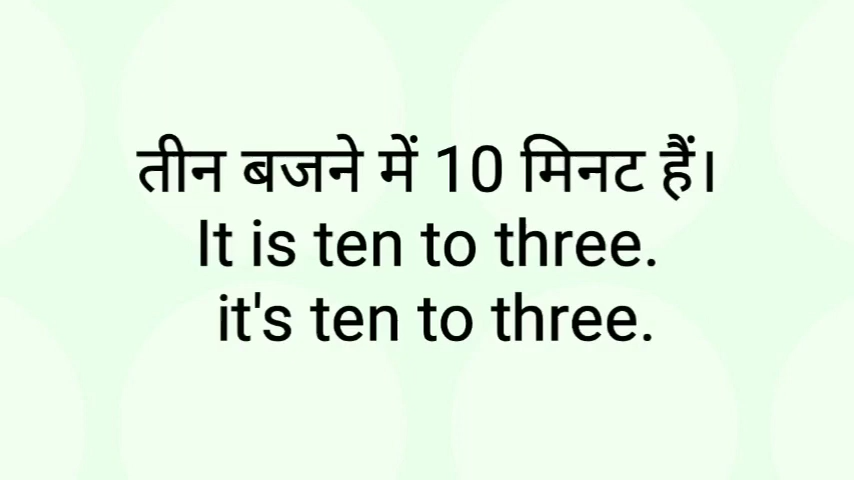 तीन बजने में 10 मिनट हैं।
It is ten to three.
it's ten to three.